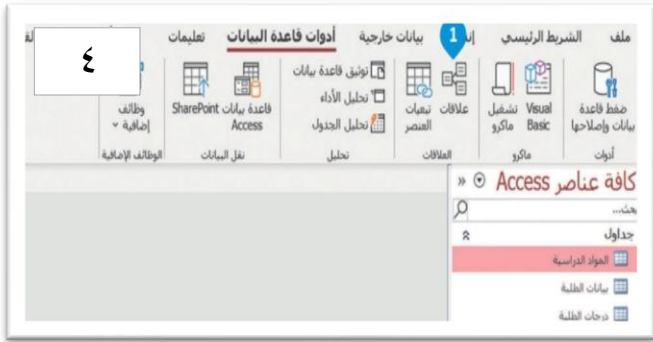 ملف الشريط الرئيسي بيانات خارجية أدوات قاعدة البيانات تعليمات
1
٤
ضغط قاعدة
بيانات وإصلاحها
Visual
Basic
تشغيل
ماكرو
علاقات
تبعيات
العنصر
توثيق قاعدة بيانات
تحليل الأداء
تحليل الجدول
قاعدة بيانات SharePoint
Access
وظائف
إضافية
أدوات ماكرو العلاقات تحليل نقل البيانات الوظائف الإضافية
كافة عناصر Access
بحث...
جداول
المواد الدراسية
بيانات الطلبة
درجات الطلبة